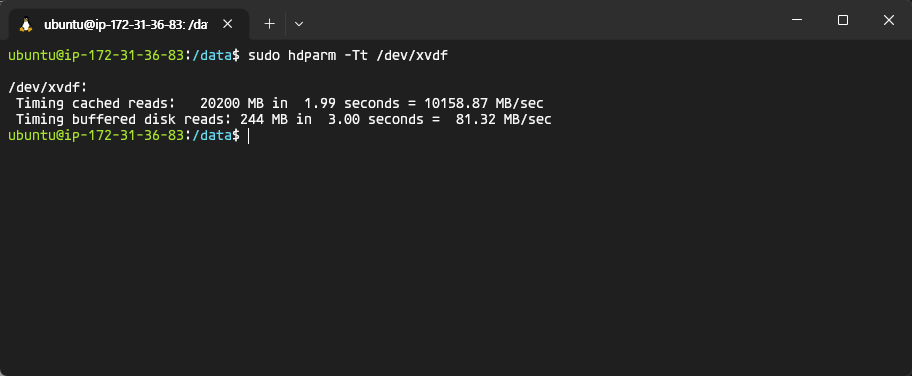 ubuntu@ip-172-31-36-83: /da
ubuntu@ip-172-31-36-83:/data$ sudo hdparm -Tt /dev/xvdf
/dev/xvdf:
 Timing cached reads:   20200 MB in  1.99 seconds = 10158.87 MB/sec
 Timing buffered disk reads: 244 MB in  3.00 seconds =  81.32 MB/sec
ubuntu@ip-172-31-36-83:/data$